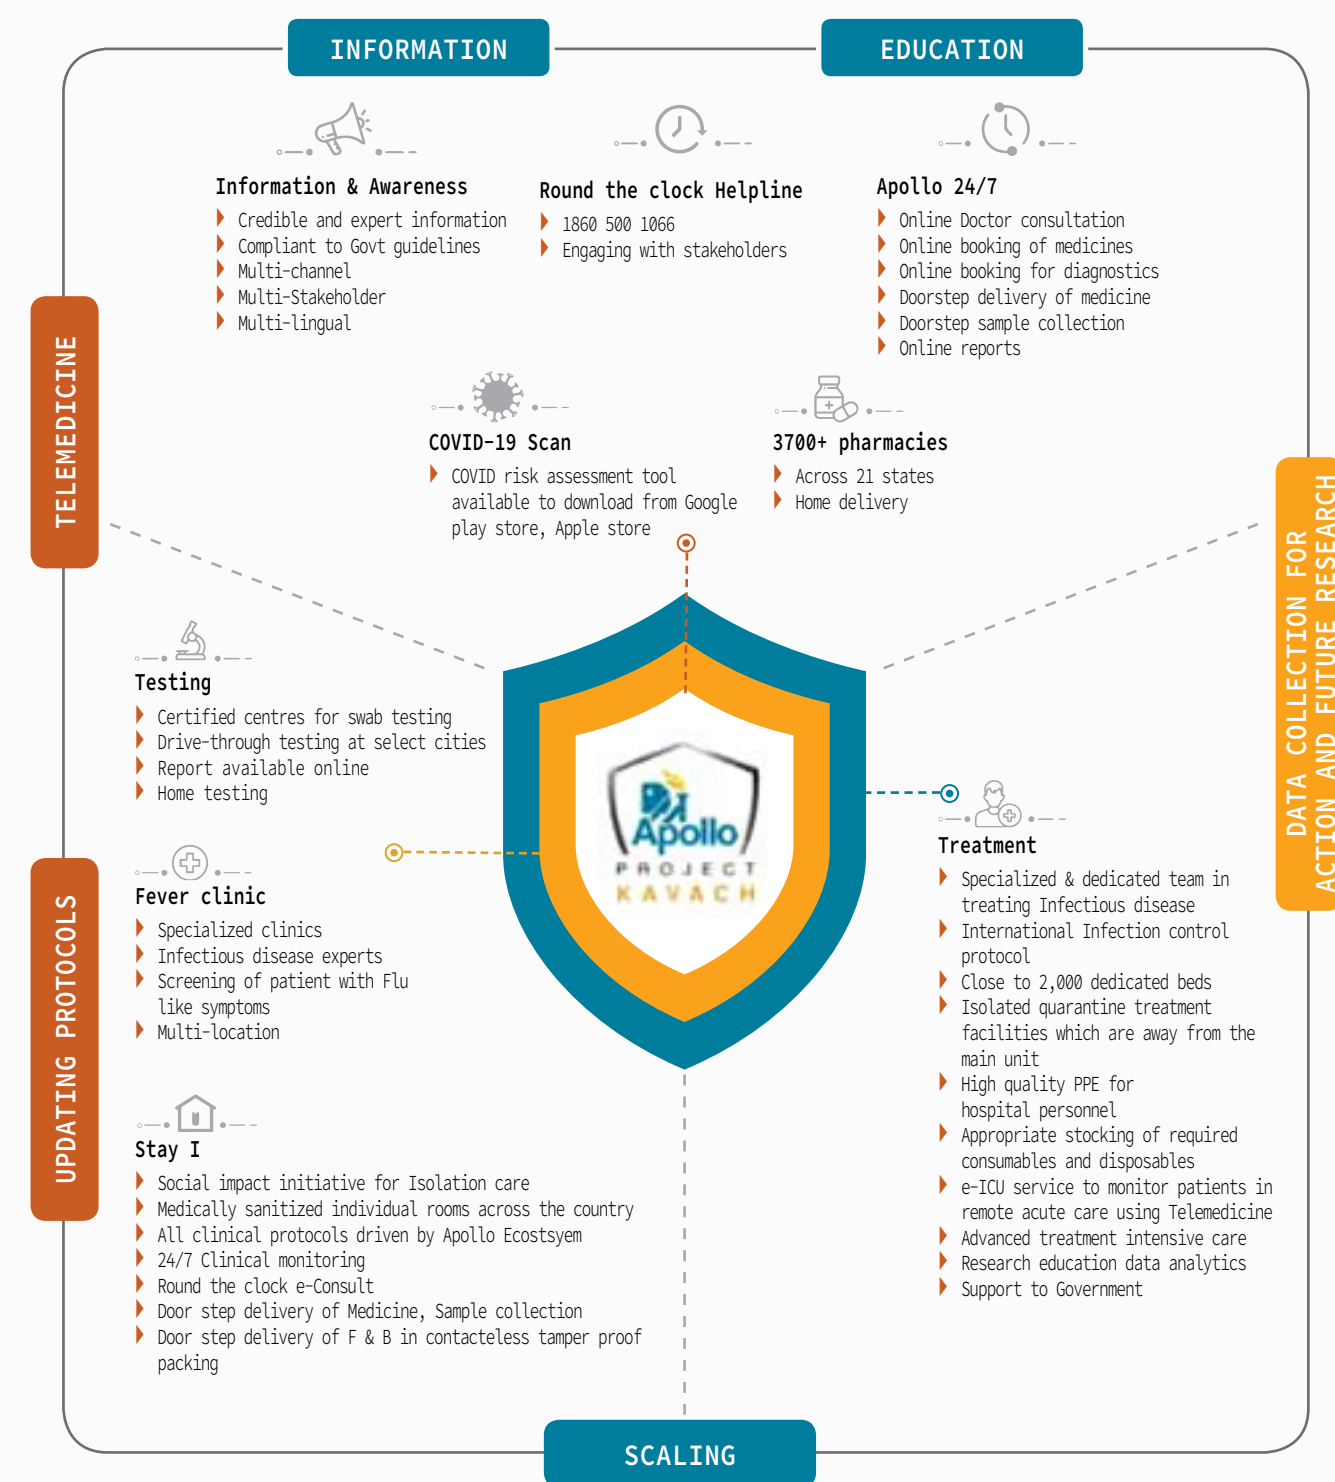 INFORMATION
EDUCATION
Information & Awareness
Credible and expert information
Compliant to Govt guidelines
Multi-channel
Multi-Stakeholder
Multi-lingual
Round the clock Helpline
1860 500 1066
Engaging with stakeholders
Apollo 24/7
Online Doctor consultation
Online booking of medicines
Online booking for diagnostics
Doorstep delivery of medicine
Doorstep sample collection
Online reports
TELEMEDICINE
COVID-19 Scan
COVID risk assessment tool
available to download from Google
play store, Apple store
3700+ pharmacies
Across 21 states
Home delivery
DATA COLLECTION FOR
ACTION AND FUTURE RESEARCH
Testing
Certified centres for swab testing
Drive-through testing at select cities
Report available online
Home testing
Apollo
PROJECT
KAVACH
UPDATING PROTOCOLS
Fever clinic
Specialized clinics
Infectious disease experts
Screening of patient with Flu
like symptoms
Multi-location
Treatment
Specialized & dedicated team in
treating Infectious disease
International Infection control
protocol
Close to 2,000 dedicated beds
Isolated quarantine treatment
facilities which are away from the
main unit
High quality PPE for
hospital personnel
Appropriate stocking of required
consumables and disposables
e-ICU service to monitor patients in
remote acute care using Telemedicine
Advanced treatment intensive care
Research education data analytics
Support to Government
Stay I
Social impact initiative for Isolation care
Medically sanitized individual rooms across the country
All clinical protocols driven by Apollo Ecostsyem
24/7 Clinical monitoring
Round the clock e-Consult
Door step delivery of Medicine, Sample collection
Door step delivery of F & B in contacteless tamper proof
packing
SCALING